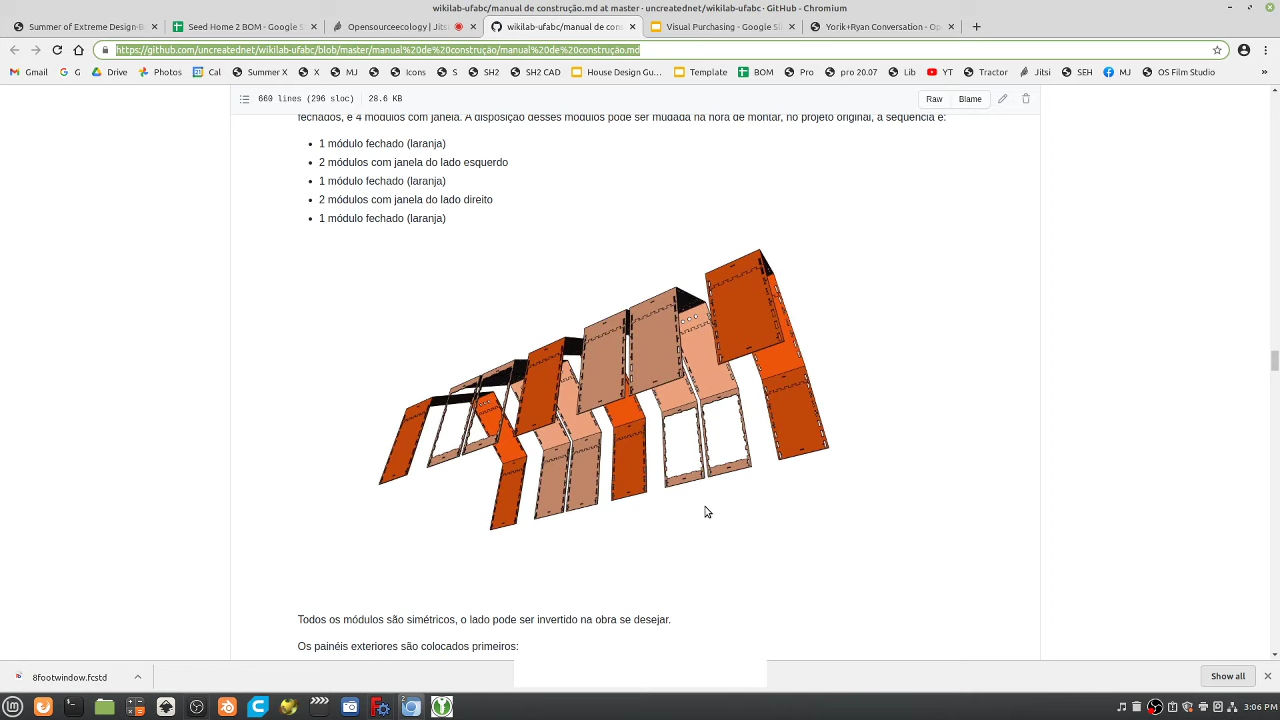 wikilab-ufabc/manual de construção.md at master · uncreatednet/wikilab-ufabc · GitHub - Chromium
Summer of Extreme Design-B
Seed Home 2 BOM - Google S
Opensourceecology | Jitsi
wikilab-ufabc/manual de cons
Visual Purchasing - Google Sli
Yorik+Ryan Conversation - Op
https://github.com/uncreatednet/wikilab-ufabc/blob/master/manual%20de%20construção/manual%20de%20construção.md
Gmail G Drive Photos Cal Summer X X MJ Icons S SH2 SH2 CAD House Design Gu... Template BOM Pro pro 20.07 Lib YT Tractor Jitsi SEH MJ OS Film Studio »
669 lines (296 sloc) 28.6 KB Raw Blame
fechados, e 4 módulos com janela. A disposição desses módulos pode ser mudada na hora de montar, no projeto original, a sequencia é:
• 1 módulo fechado (laranja)
• 2 módulos com janela do lado esquerdo
• 1 módulo fechado (laranja)
• 2 módulos com janela do lado direito
• 1 módulo fechado (laranja)
Todos os módulos são simétricos, o lado pode ser invertido na obra se desejar.
Os painéis exteriores são colocados primeiros:
8footwindow.fcstd
Show all
3:06 PM